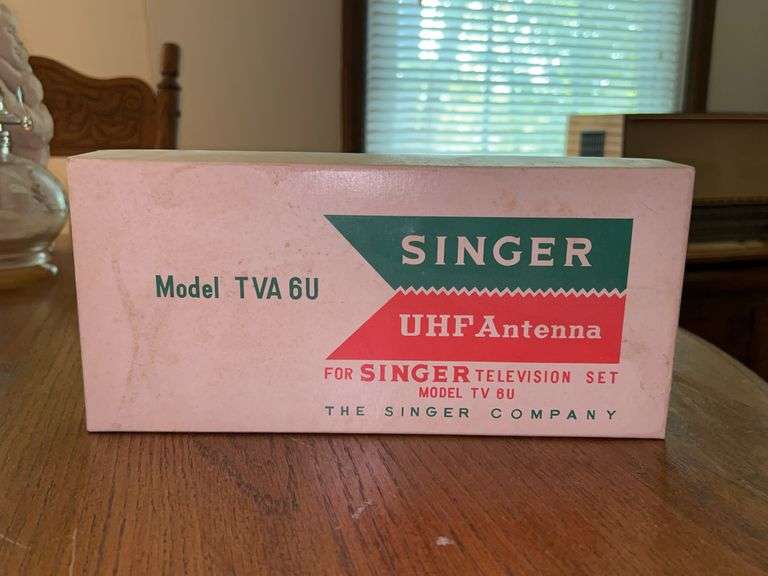 Model TVA 6U
SINGER
UHF Antenna
FOR SINGER TELEVISION SET
MODEL TV 6U
THE SINGER COMPANY